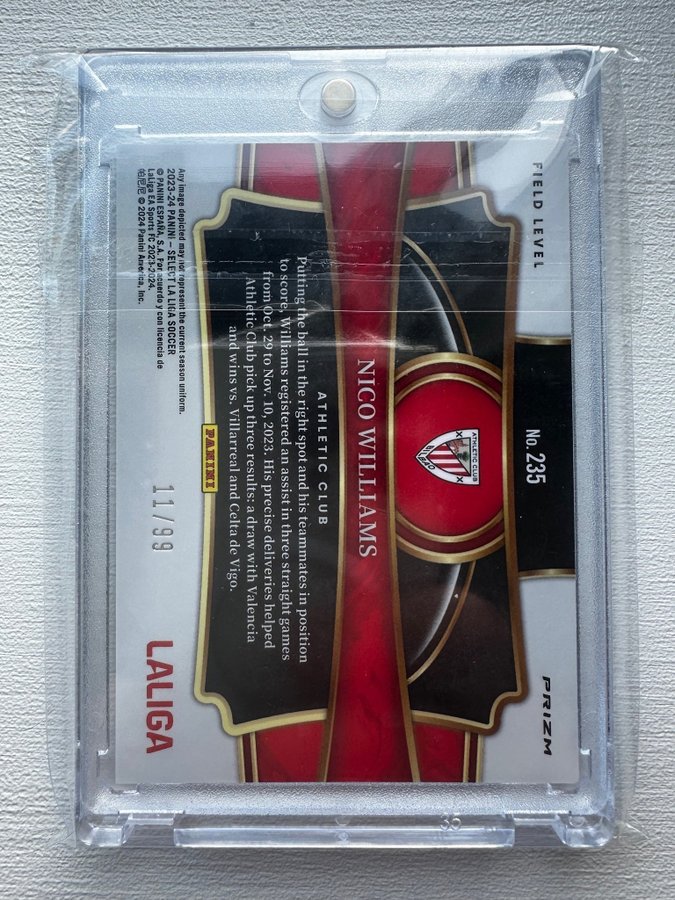 FIELD LEVEL
No. 235
PRIZM
ATHLETIC CLUB
BILBAO
NICO WILLIAMS
ATHLETIC CLUB
Putting the ball in the right spot and his teammates in position
to score, Williams registered an assist in three straight games
from Oct. 29 to Nov. 10, 2023. His precise deliveries helped
Athletic Club pick up three results: a draw with Valencia
and wins vs. Villarreal and Celta de Vigo.
PANINI
Any image depicted may not represent the current season uniform.
2023-24 PANINI – SELECT LA LIGA SOCCER
© PANINI ESPAÑA, S.A. Por acuerdo y con licencia de
LaLiga EA Sports FC 2023-2024.
© 2024 Panini America, Inc.
11/99
LALIGA